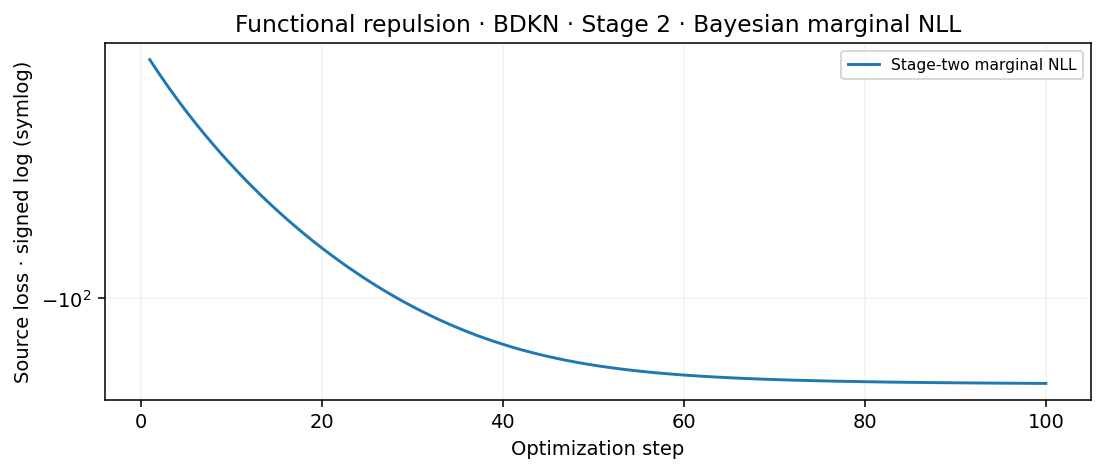 Functional repulsion · BDKN · Stage 2 · Bayesian marginal NLL
Stage-two marginal NLL
Source loss · signed log (symlog)
−10²
0 20 40 60 80 100
Optimization step